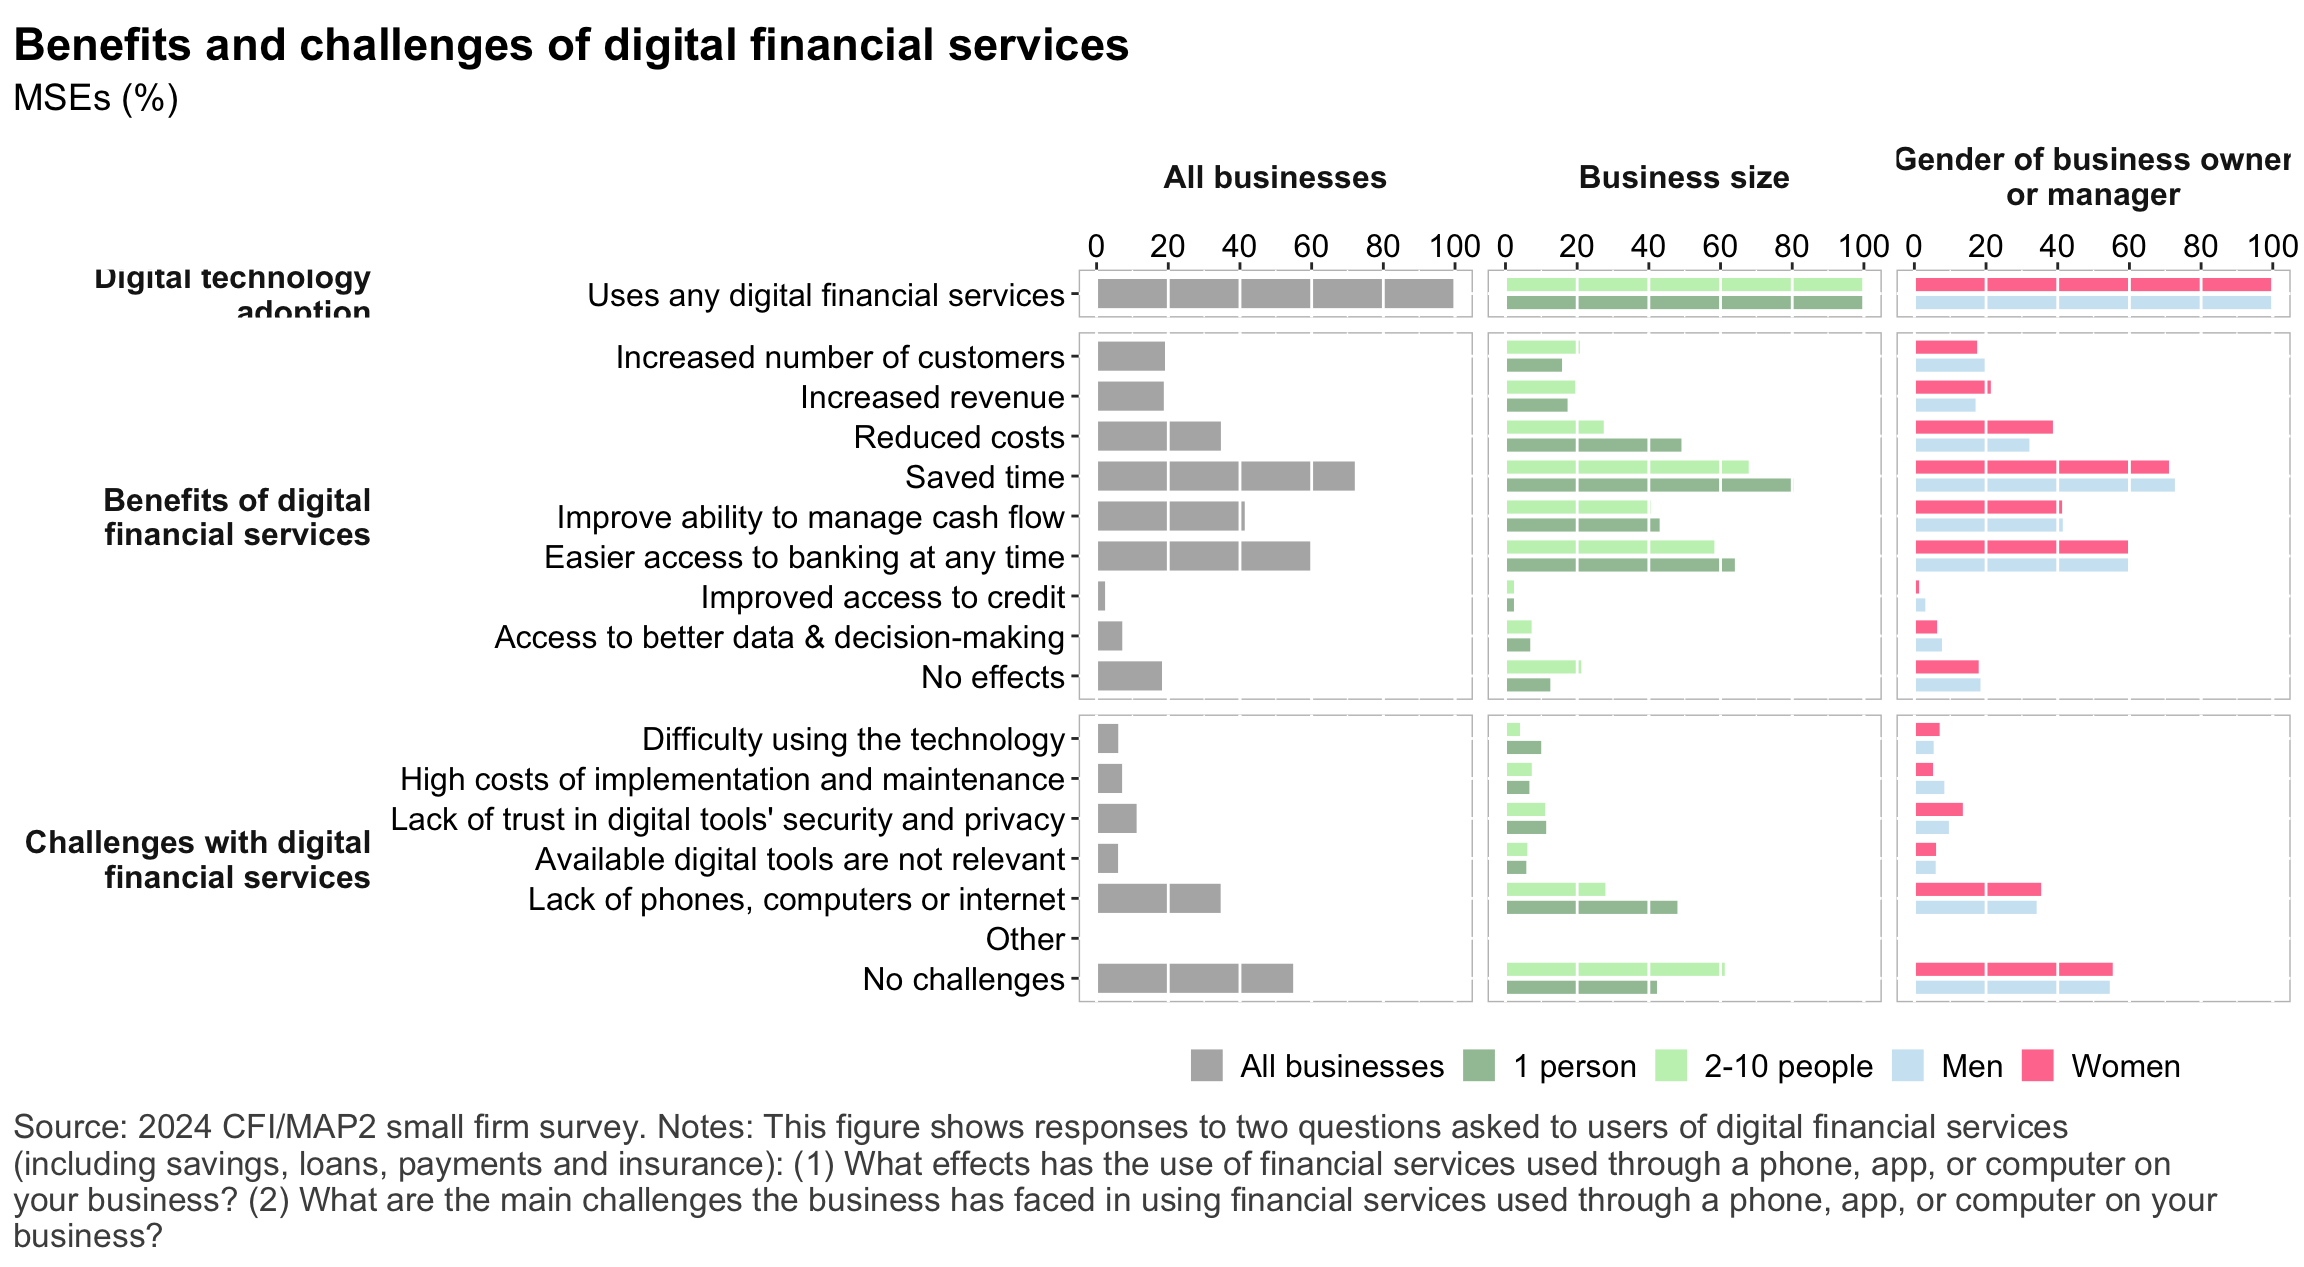 Benefits and challenges of digital financial services
MSEs (%)
All businesses
Business size
Gender of business owner
or manager
0 20 40 60 80 100 0 20 40 60 80 100 0 20 40 60 80 100
Digital technology
adoption
Uses any digital financial services
Benefits of digital
financial services
Increased number of customers
Increased revenue
Reduced costs
Saved time
Improve ability to manage cash flow
Easier access to banking at any time
Improved access to credit
Access to better data & decision-making
No effects
Challenges with digital
financial services
Difficulty using the technology
High costs of implementation and maintenance
Lack of trust in digital tools' security and privacy
Available digital tools are not relevant
Lack of phones, computers or internet
Other
No challenges
All businesses 1 person 2-10 people Men Women
Source: 2024 CFI/MAP2 small firm survey. Notes: This figure shows responses to two questions asked to users of digital financial services
(including savings, loans, payments and insurance): (1) What effects has the use of financial services used through a phone, app, or computer on
your business? (2) What are the main challenges the business has faced in using financial services used through a phone, app, or computer on your
business?